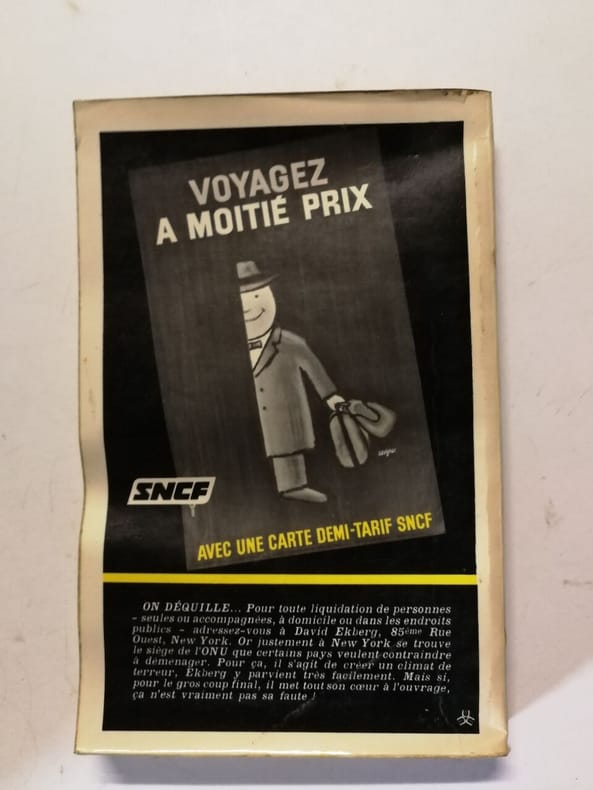 VOYAGEZ
A MOITIÉ PRIX
savignac
SNCF
AVEC UNE CARTE DEMI-TARIF SNCF
ON DÉQUILLE... Pour toute liquidation de personnes
- seules ou accompagnées, à domicile ou dans les endroits
publics - adressez-vous à David Ekberg, 85ème Rue
Ouest, New York. Or justement à New York se trouve
le siège de l'ONU que certains pays veulent contraindre
à déménager. Pour ça, il s'agit de créer un climat de
terreur, Ekberg y parvient très facilement. Mais si,
pour le gros coup final, il met tout son cœur à l'ouvrage,
ça n'est vraiment pas sa faute !